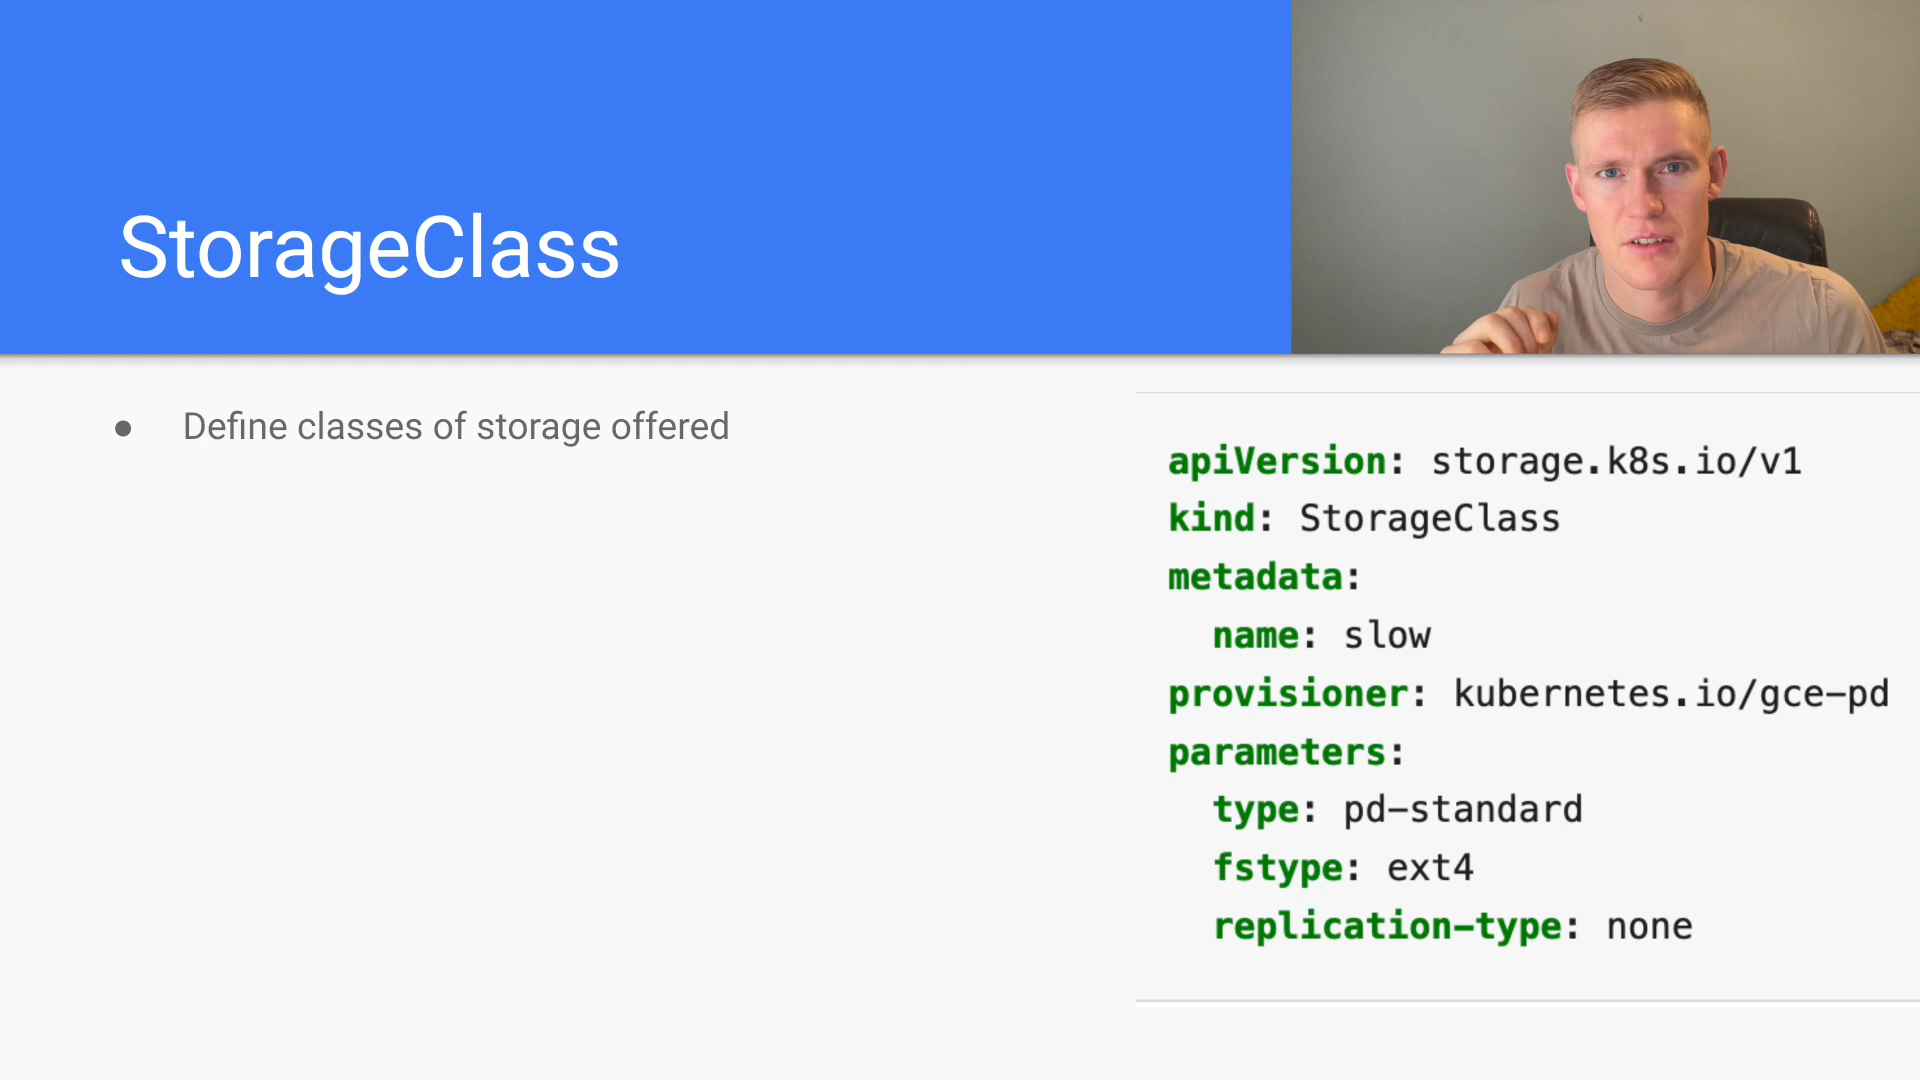 StorageClass
● Define classes of storage offered
apiVersion: storage.k8s.io/v1
kind: StorageClass
metadata:
  name: slow
provisioner: kubernetes.io/gce-pd
parameters:
  type: pd-standard
  fstype: ext4
  replication-type: none